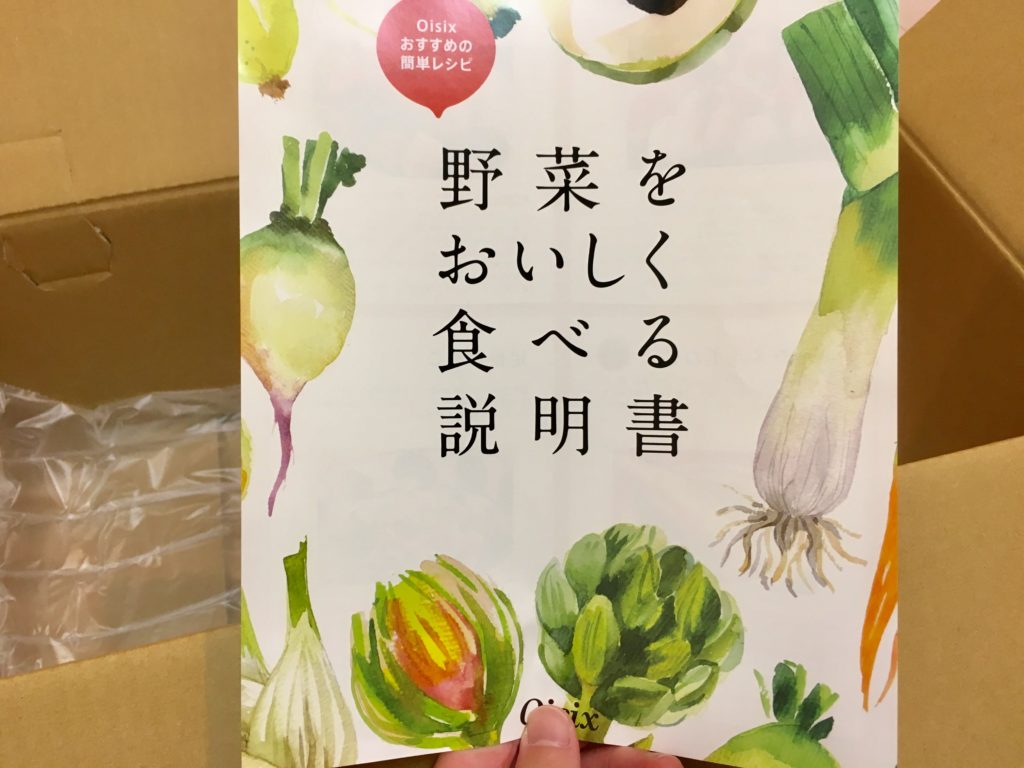 Oisix
おすすめの
簡単レシピ
野菜を
おいしく
食べる
説明書
Oisix